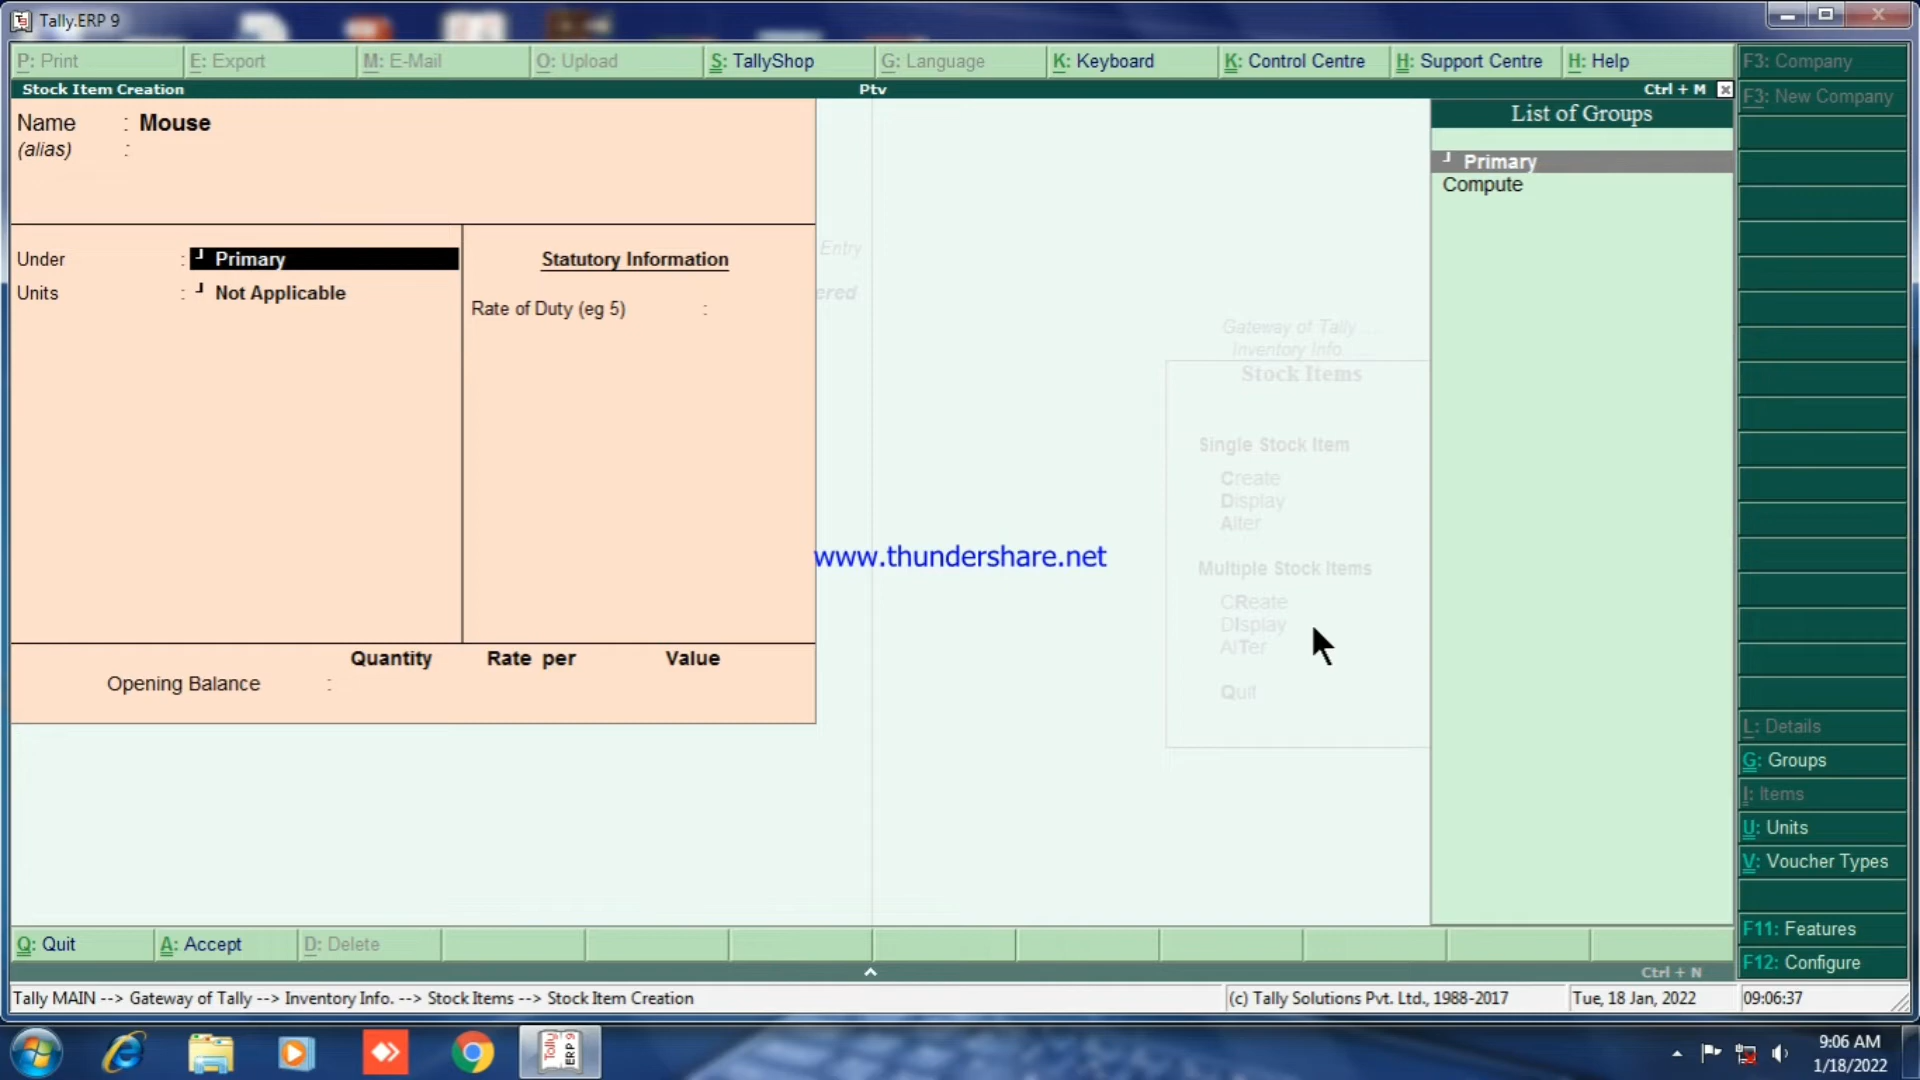 Tally.ERP 9
P: Print E: Export M: E-Mail O: Upload S: TallyShop G: Language K: Keyboard K: Control Centre H: Support Centre H: Help
F3: Company
Stock Item Creation Ptv Ctrl + M
F3: New Company
Name : Mouse
(alias) :
List of Groups
Primary
Compute
Under : Primary
Units : Not Applicable
Statutory Information
Rate of Duty (eg 5) :
Entry
ered
Gateway of Tally ...
Inventory Info.
Stock Items
Single Stock Item
Create
Display
Alter
www.thundershare.net
Multiple Stock Items
CReate
DIsplay
AlTer
Quit
Quantity Rate per Value
Opening Balance :
L: Details
G: Groups
I: Items
U: Units
V: Voucher Types
F11: Features
F12: Configure
Q: Quit A: Accept D: Delete
Ctrl + N
Tally MAIN --> Gateway of Tally --> Inventory Info. --> Stock Items --> Stock Item Creation (c) Tally Solutions Pvt. Ltd., 1988-2017 Tue, 18 Jan, 2022 09:06:37
Tally
ERP 9
9:06 AM
1/18/2022